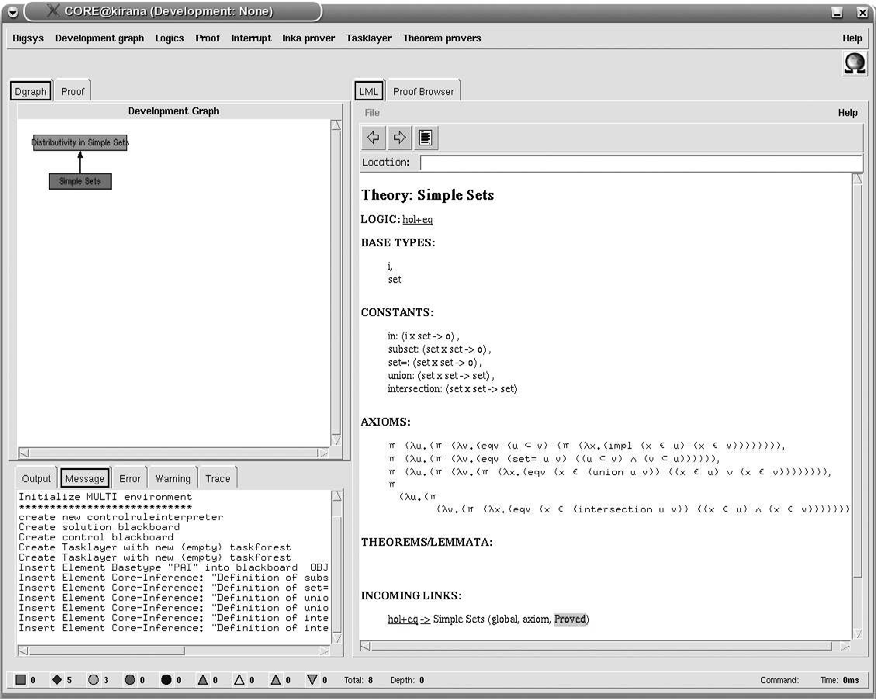 CORE@kirana (Development: None)
Digsys Development graph Logics Proof Interrupt Inka prover Tasklayer Theorem provers Help
Dgraph Proof
Development Graph
Distributivity in Simple Sets
Simple Sets
Output Message Error Warning Trace
Initialize MULTI environment
****************************
create new controlruleinterpreter
Create solution blackboard
Create control blackboard
Create Tasklayer with new (empty) taskforest
Create Tasklayer with new (empty) taskforest
Insert Element Basetype "PAI" into blackboard OBJ
Insert Element Core-Inference: "Definition of subs
Insert Element Core-Inference: "Definition of set=
Insert Element Core-Inference: "Definition of unio
Insert Element Core-Inference: "Definition of unio
Insert Element Core-Inference: "Definition of inte
Insert Element Core-Inference: "Definition of inte
LML Proof Browser
File Help
Location:
Theory: Simple Sets
LOGIC: hol+eq
BASE TYPES:
i,
set
CONSTANTS:
in: (i x set -> o) ,
subset: (set x set -> o) ,
set=: (set x set -> o) ,
union: (set x set -> set) ,
intersection: (set x set -> set)
AXIOMS:
π (λu.(π (λv.(eqv (u ⊂ v) (π (λx.(impl (x ∈ u) (x ∈ v)))))))),
π (λu.(π (λv.(eqv (set= u v) ((u ⊂ v) ∧ (v ⊂ u)))))),
π (λu.(π (λv.(π (λx.(eqv (x ∈ (union u v)) ((x ∈ u) ∨ (x ∈ v)))))))),
π
(λu.(π
(λv.(π (λx.(eqv (x ∈ (intersection u v)) ((x ∈ u) ∧ (x ∈ v))))))))
THEOREMS/LEMMATA:
INCOMING LINKS:
hol+eq -> Simple Sets (global, axiom, Proved)
0 5 3 0 0 0 0 0 0 Total: 8 Depth: 0 Command: Time: 0ms